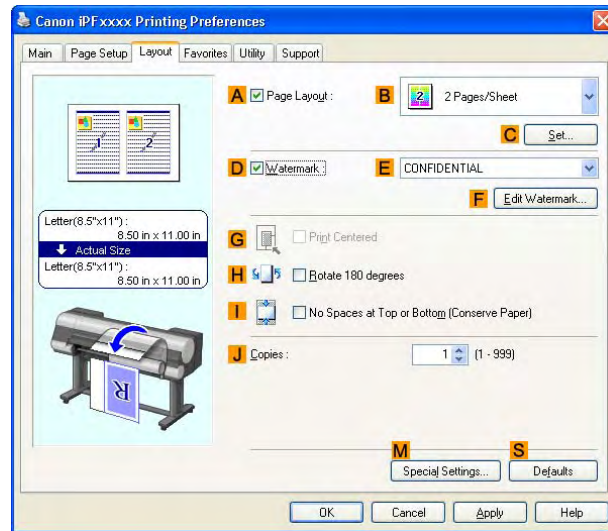 Canon iPFxxxx Printing Preferences
Main Page Setup Layout Favorites Utility Support
1 2
A Page Layout : B 2 2 Pages/Sheet
C Set...
D Watermark : E CONFIDENTIAL
F Edit Watermark...
Letter(8.5"x11") :
8.50 in x 11.00 in
Actual Size
Letter(8.5"x11") :
8.50 in x 11.00 in
G Print Centered
H Rotate 180 degrees
I No Spaces at Top or Bottom (Conserve Paper)
J Copies : 1 (1 - 999)
R
M S
Special Settings... Defaults
OK Cancel Apply Help